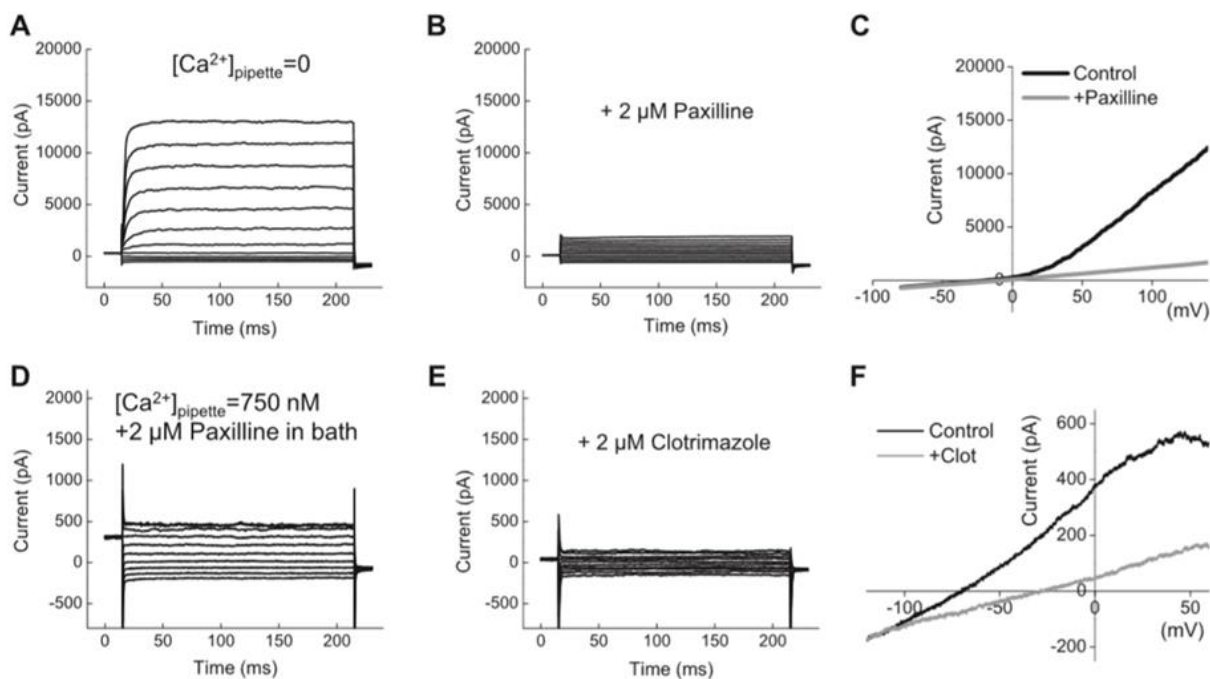 A
20000
[Ca²⁺]pipette=0
15000
10000
5000
0
Current (pA)
0 50 100 150 200
Time (ms)
B
20000
+ 2 µM Paxilline
15000
10000
5000
0
Current (pA)
0 50 100 150 200
Time (ms)
C
20000
Control
+Paxilline
15000
10000
5000
0
Current (pA)
-100 -50 0 50 100
(mV)
D
2000
[Ca²⁺]pipette=750 nM
+2 µM Paxilline in bath
1500
1000
500
0
-500
Current (pA)
0 50 100 150 200
Time (ms)
E
2000
+ 2 µM Clotrimazole
1500
1000
500
0
-500
Current (pA)
0 50 100 150 200
Time (ms)
F
Control
+Clot
600
400
200
0
-200
Current (pA)
-100 -50 0 50
(mV)